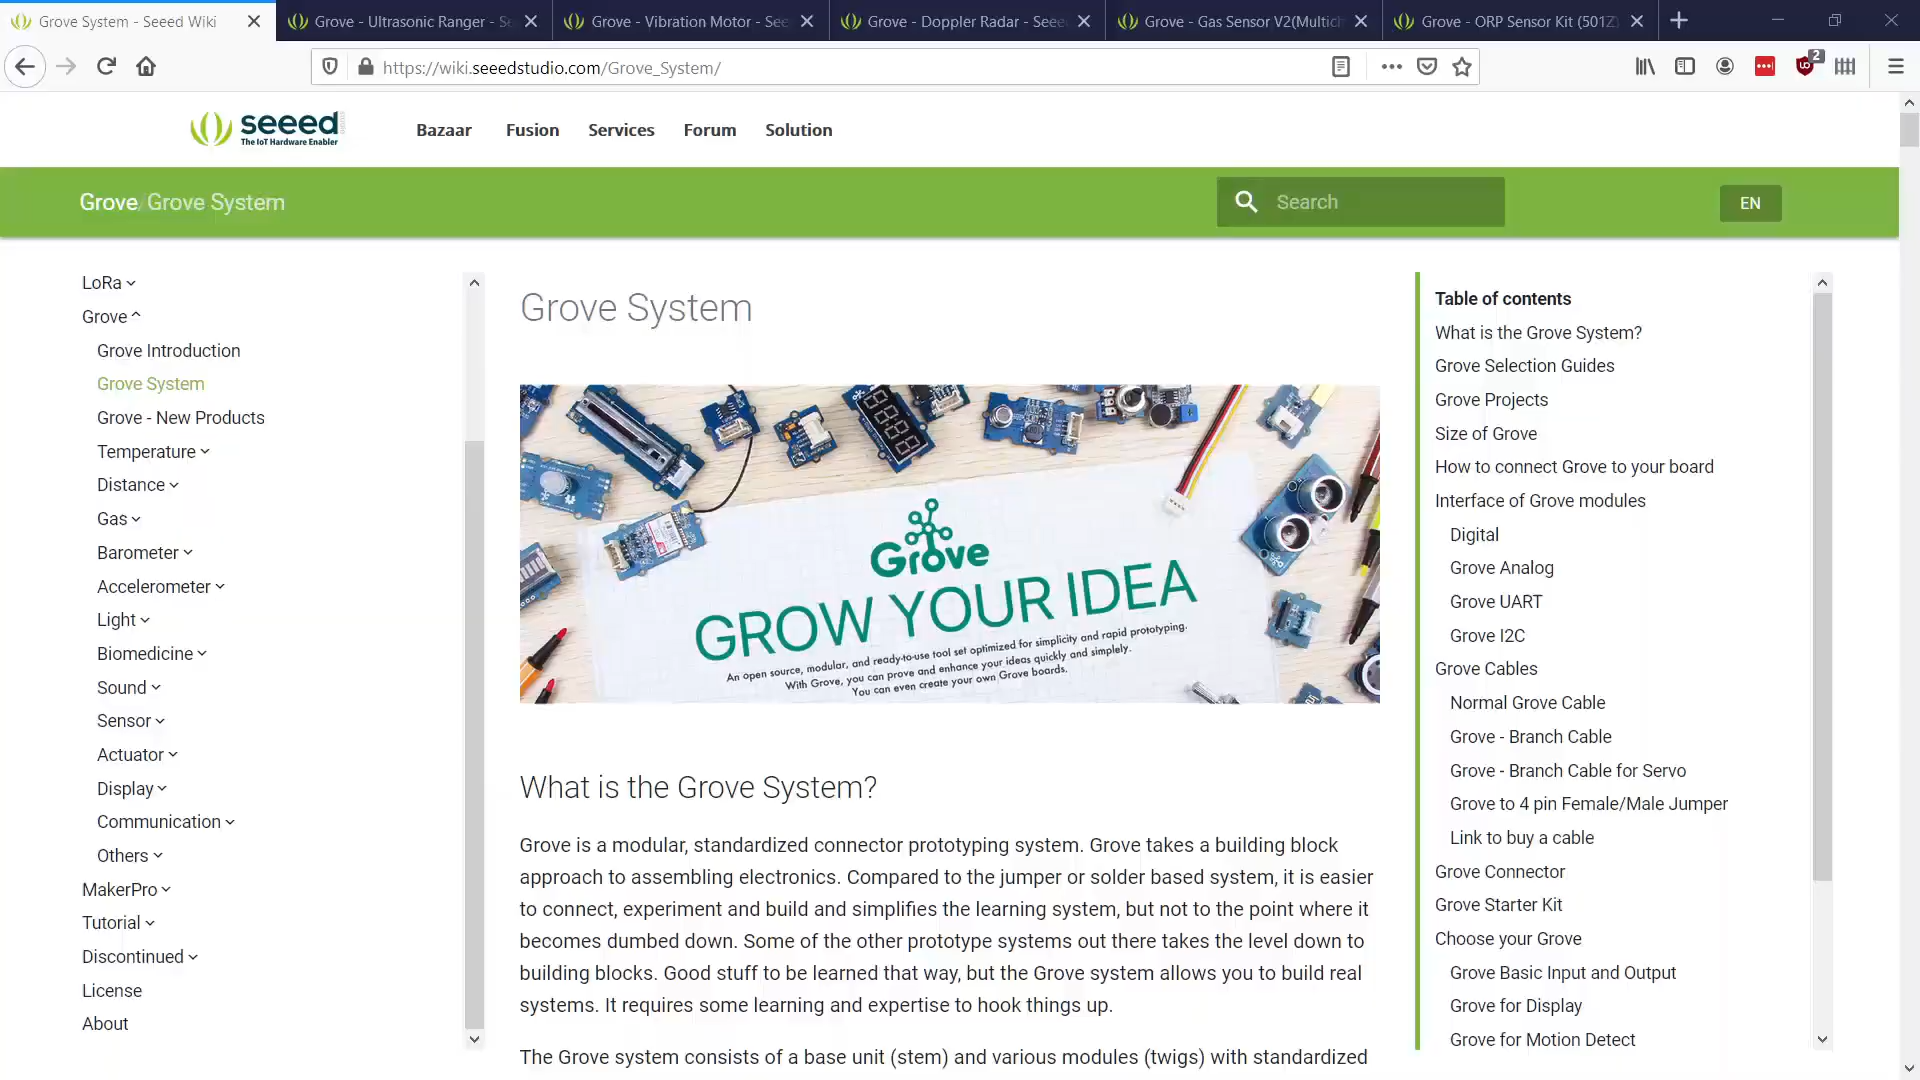 Grove System - Seeed Wiki
Grove - Ultrasonic Ranger - Se
Grove - Vibration Motor - See
Grove - Doppler Radar - Seee
Grove - Gas Sensor V2(Multich
Grove - ORP Sensor Kit (501Z)
https://wiki.seeedstudio.com/Grove_System/
2
seeed
The IoT Hardware Enabler
Bazaar
Fusion
Services
Forum
Solution
Grove Grove System
Search
EN
LoRa
Grove
Grove Introduction
Grove System
Grove - New Products
Temperature
Distance
Gas
Barometer
Accelerometer
Light
Biomedicine
Sound
Sensor
Actuator
Display
Communication
Others
MakerPro
Tutorial
Discontinued
License
About
Grove System
Grove
GROW YOUR IDEA
An open source, modular, and ready-to-use tool set optimized for simplicity and rapid prototyping.
With Grove, you can prove and enhance your ideas quickly and simplely.
You can even create your own Grove boards.
What is the Grove System?
Grove is a modular, standardized connector prototyping system. Grove takes a building block
approach to assembling electronics. Compared to the jumper or solder based system, it is easier
to connect, experiment and build and simplifies the learning system, but not to the point where it
becomes dumbed down. Some of the other prototype systems out there takes the level down to
building blocks. Good stuff to be learned that way, but the Grove system allows you to build real
systems. It requires some learning and expertise to hook things up.
The Grove system consists of a base unit (stem) and various modules (twigs) with standardized
Table of contents
What is the Grove System?
Grove Selection Guides
Grove Projects
Size of Grove
How to connect Grove to your board
Interface of Grove modules
Digital
Grove Analog
Grove UART
Grove I2C
Grove Cables
Normal Grove Cable
Grove - Branch Cable
Grove - Branch Cable for Servo
Grove to 4 pin Female/Male Jumper
Link to buy a cable
Grove Connector
Grove Starter Kit
Choose your Grove
Grove Basic Input and Output
Grove for Display
Grove for Motion Detect